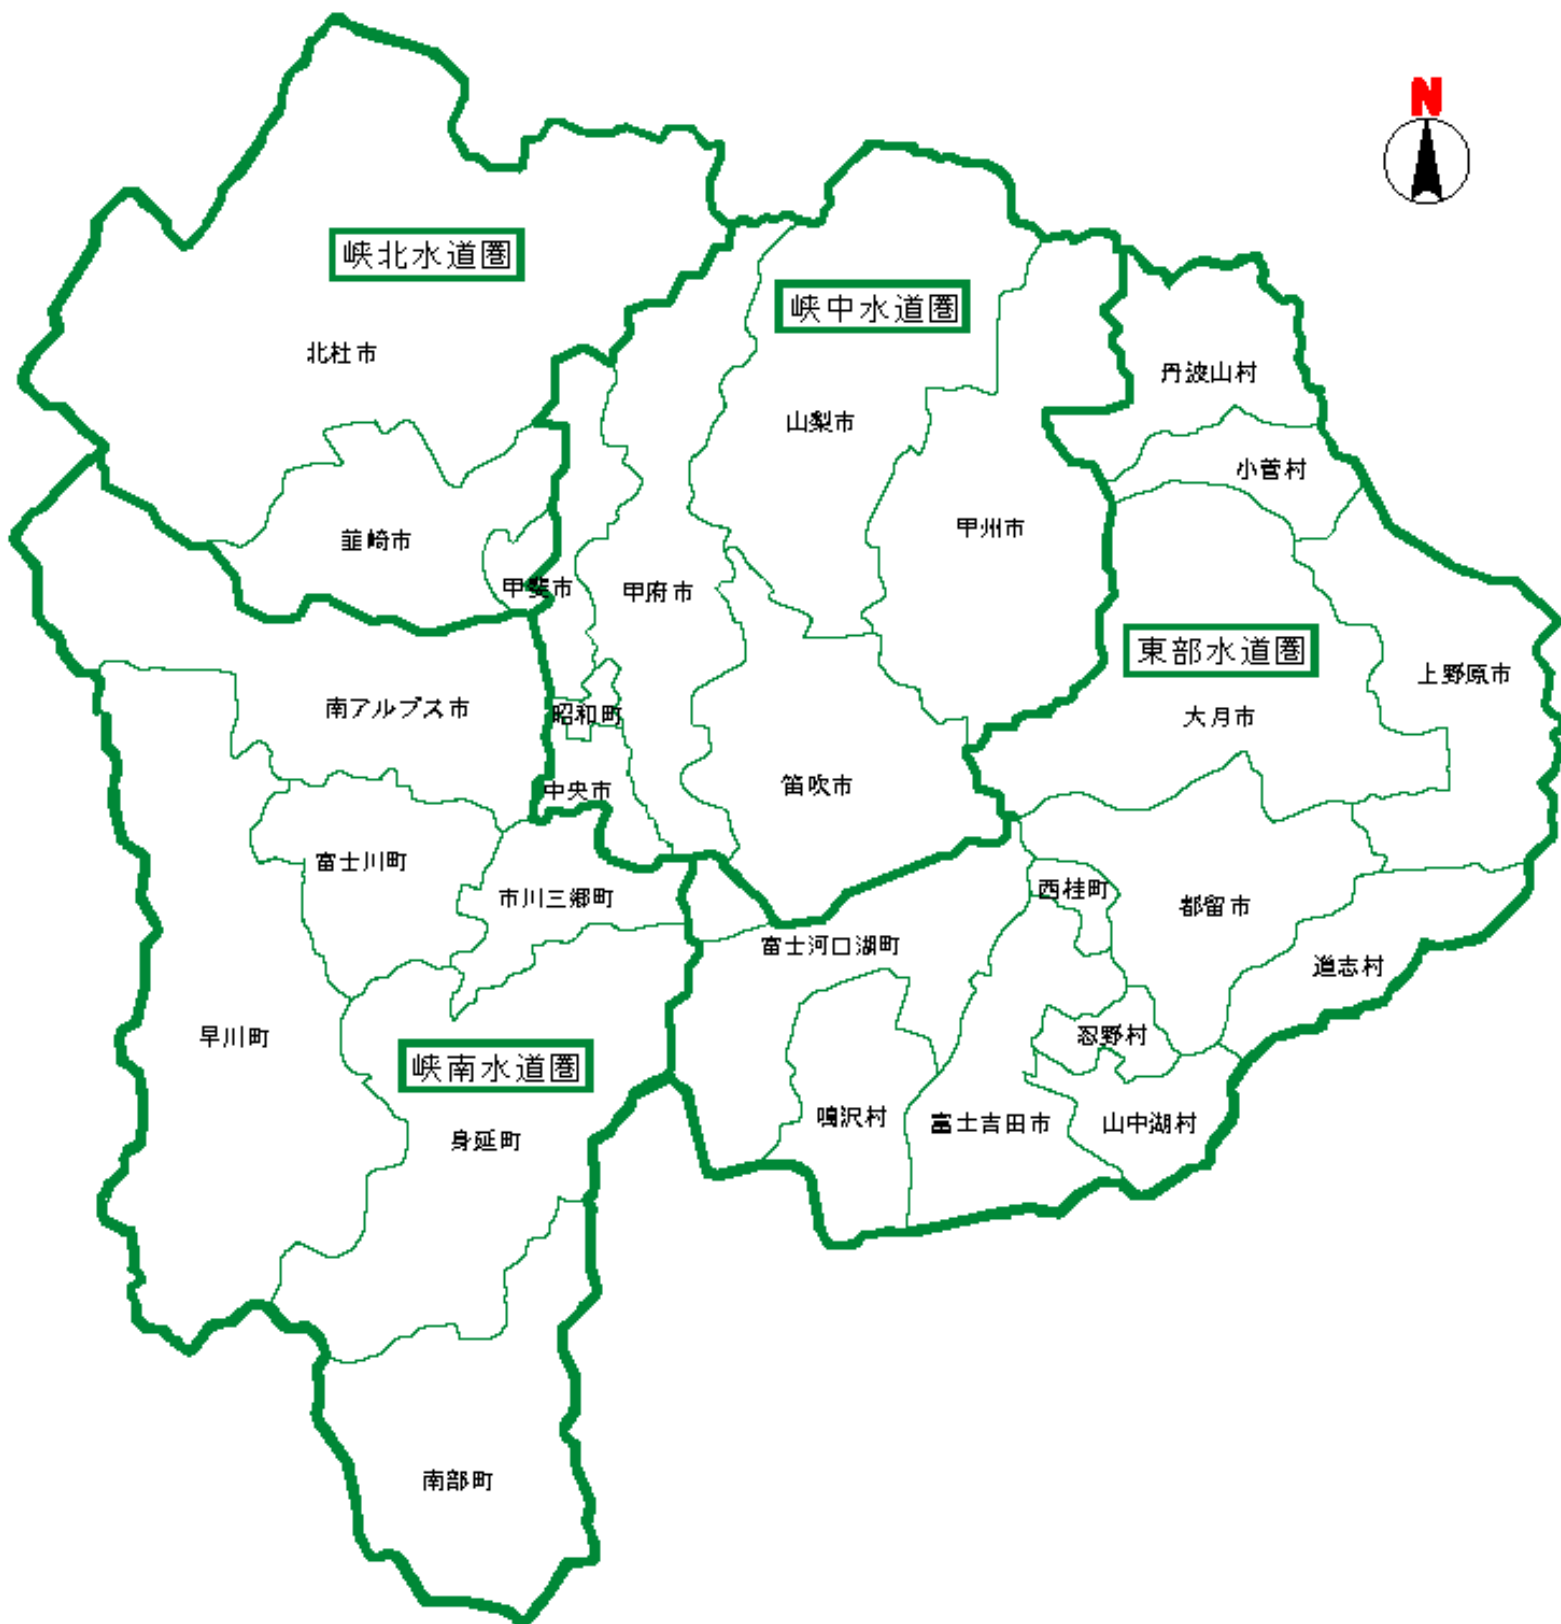 N
峡北水道圏
峡中水道圏
北杜市
丹波山村
山梨市
小菅村
甲州市
韮崎市
甲斐市
甲府市
東部水道圏
上野原市
南アルプス市
昭和町
大月市
中央市
笛吹市
富士川町
市川三郷町
西桂町
都留市
富士河口湖町
道志村
早川町
忍野村
峡南水道圏
鳴沢村
富士吉田市
山中湖村
身延町
南部町